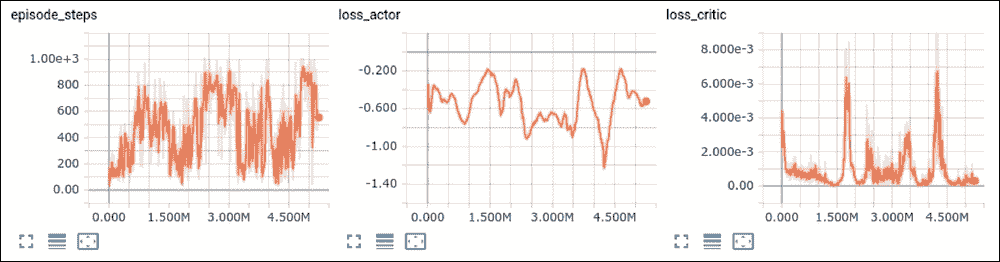 episode_steps
1.00e+3
800
600
400
200
0.00
0.000 1.500M 3.000M 4.500M
loss_actor
-0.200
-0.600
-1.00
-1.40
0.000 1.500M 3.000M 4.500M
loss_critic
8.000e-3
6.000e-3
4.000e-3
2.000e-3
0.00
0.000 1.500M 3.000M 4.500M